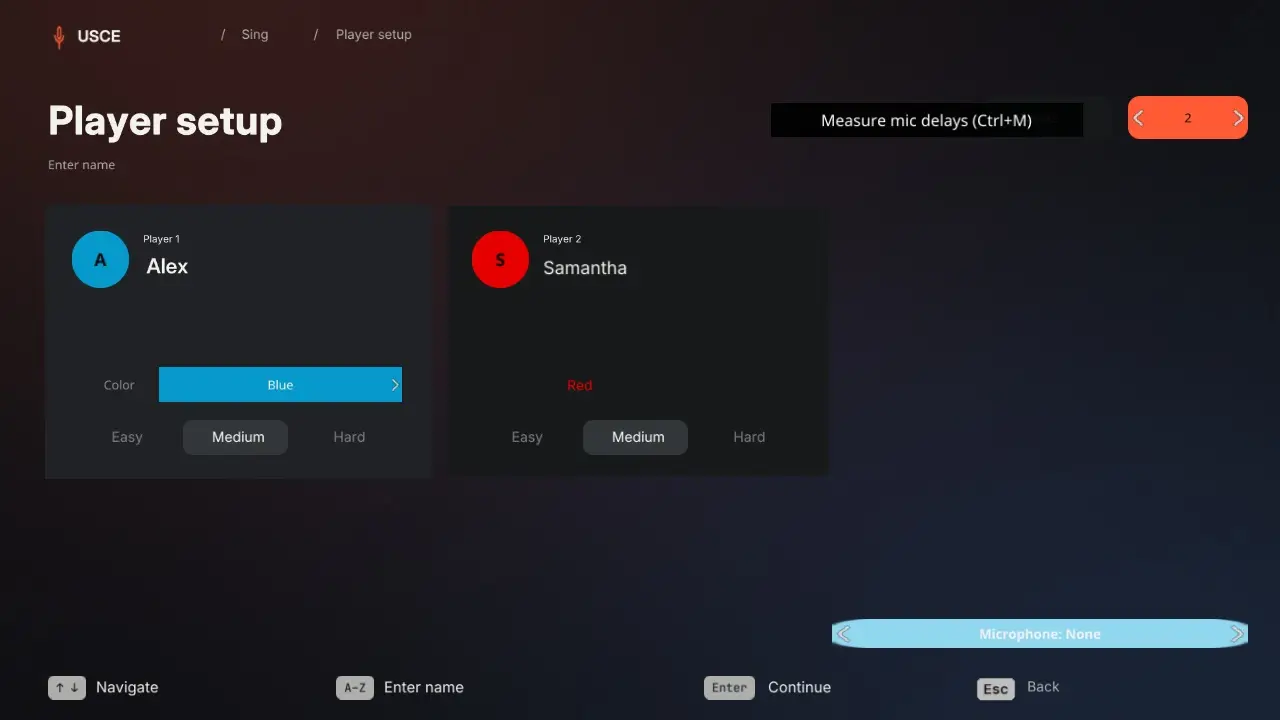 USCE / Sing / Player setup
Player setup
Measure mic delays (Ctrl+M)
2
Enter name
A
Player 1
Alex
Color
Blue
Easy Medium Hard
S
Player 2
Samantha
Red
Easy Medium Hard
Microphone: None
↑ ↓ Navigate
A-Z Enter name
Enter Continue
Esc Back